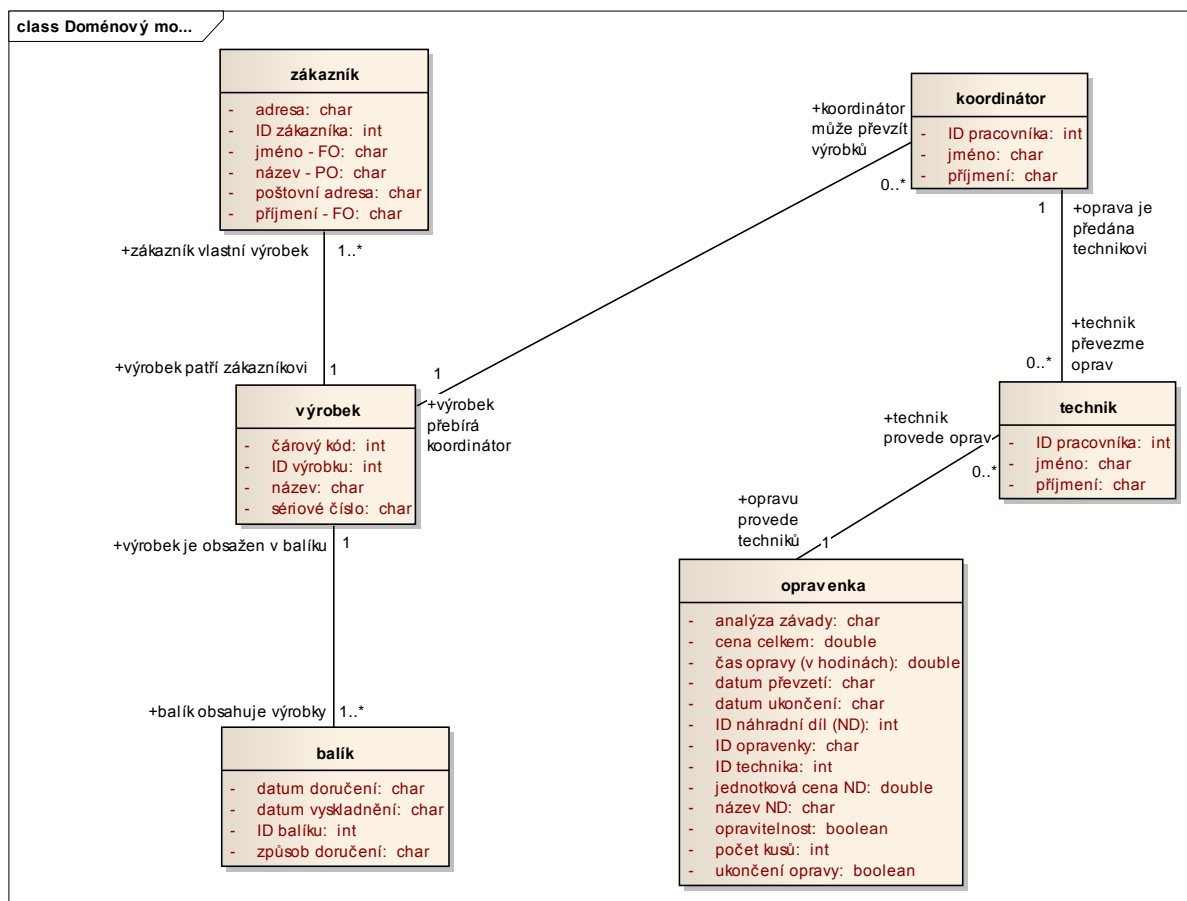 class Doménový mo...
zákazník
- adresa: char
- ID zákazníka: int
- jméno - FO: char
- název - PO: char
- poštovní adresa: char
- příjmení - FO: char
+zákazník vlastní výrobek
1..*
+výrobek patří zákazníkovi
1
výrobek
- čárový kód: int
- ID výrobku: int
- název: char
- sériové číslo: char
+výrobek je obsažen v balíku
1
+balík obsahuje výrobky
1..*
balík
- datum doručení: char
- datum vyskladnění: char
- ID balíku: int
- způsob doručení: char
+koordinátor
může převzít
výrobků
0..*
1
+výrobek
přebírá
koordinátor
koordinátor
- ID pracovníka: int
- jméno: char
- příjmení: char
1
+oprava je
předána
technikovi
+technik
převezme
oprav
0..*
technik
- ID pracovníka: int
- jméno: char
- příjmení: char
+technik
provede oprav
0..*
+opravu
provede
techniků
1
opravenka
- analýza závady: char
- cena celkem: double
- čas opravy (v hodinách): double
- datum převzetí: char
- datum ukončení: char
- ID náhradní díl (ND): int
- ID opravenky: char
- ID technika: int
- jednotková cena ND: double
- název ND: char
- opravitelnost: boolean
- počet kusů: int
- ukončení opravy: boolean